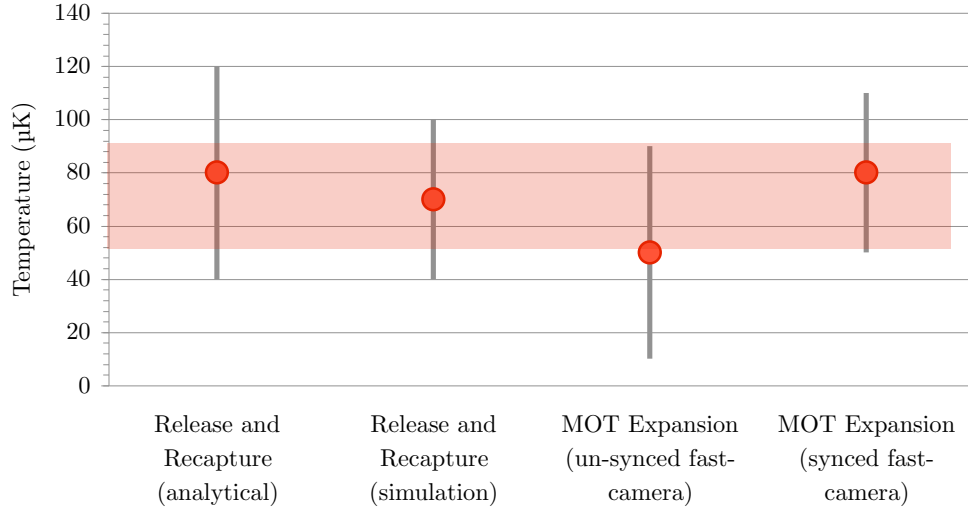 140
120
100
80
60
40
20
0
Temperature (µK)
Release and
Recapture
(analytical)
Release and
Recapture
(simulation)
MOT Expansion
(un-synced fast-
camera)
MOT Expansion
(synced fast-
camera)